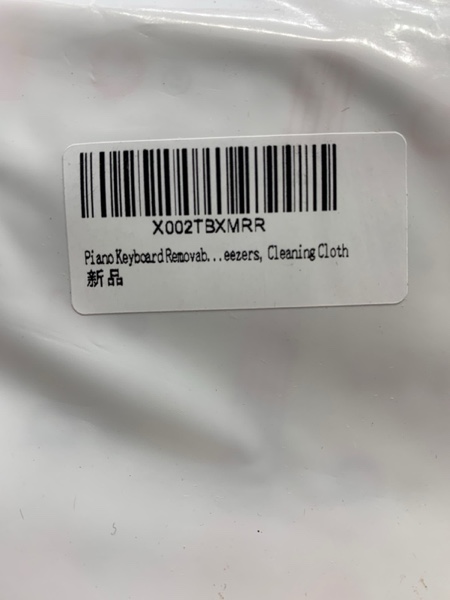 X002TBXMRR
Piano Keyboard Removab...eezers, Cleaning Cloth
新品